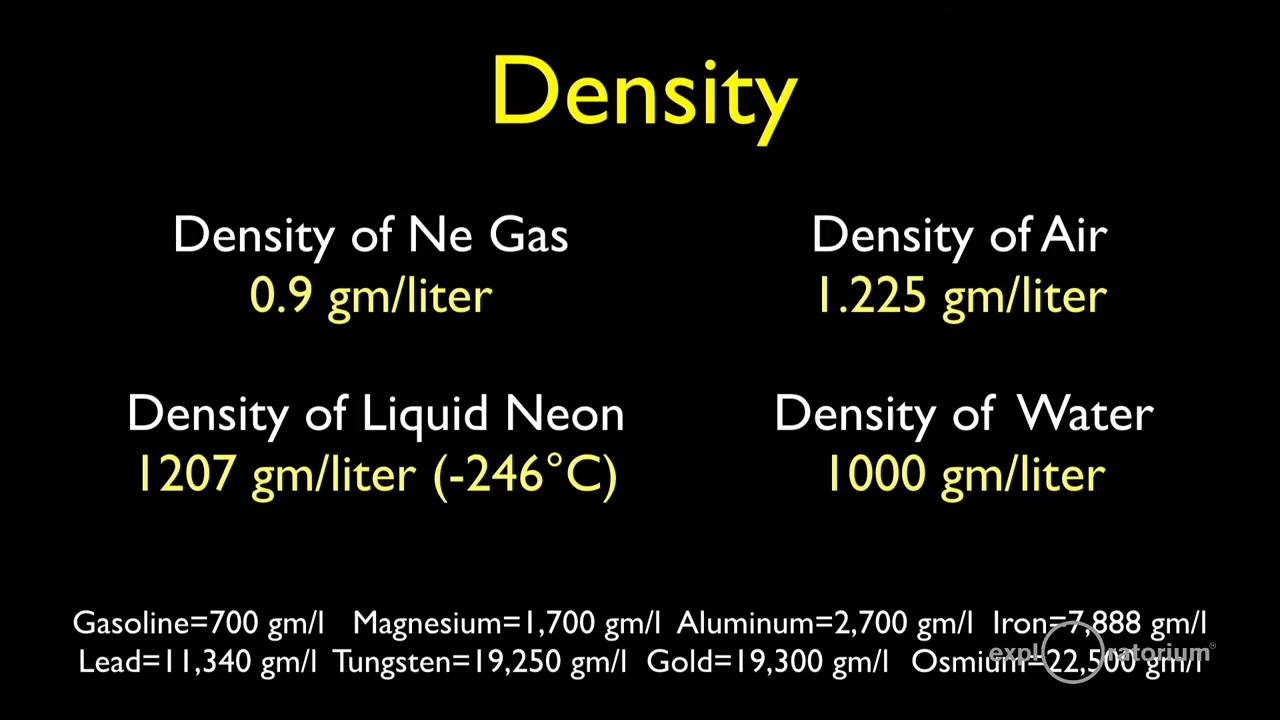 Density
Density of Ne Gas
0.9 gm/liter
Density of Air
1.225 gm/liter
Density of Liquid Neon
1207 gm/liter (-246°C)
Density of Water
1000 gm/liter
Gasoline=700 gm/l Magnesium=1,700 gm/l Aluminum=2,700 gm/l Iron=7,888 gm/l
Lead=11,340 gm/l Tungsten=19,250 gm/l Gold=19,300 gm/l Osmium=22,500 gm/l
exploratorium®